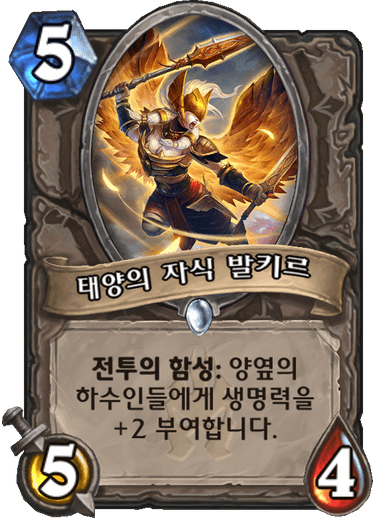 5
태양의 자식 발키르
전투의 함성: 양옆의
하수인들에게 생명력을
+2 부여합니다.
5
4